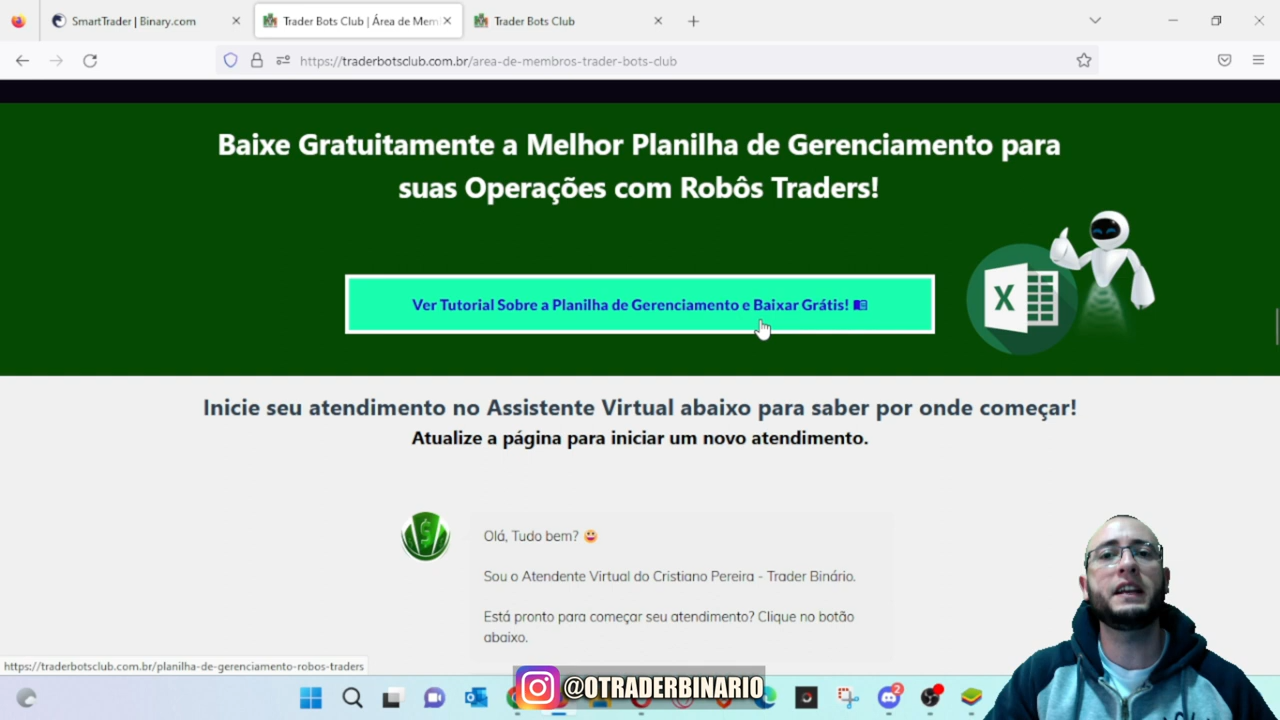 SmartTrader | Binary.com
Trader Bots Club | Área de Mem
Trader Bots Club
https://traderbotsclub.com.br/area-de-membros-trader-bots-club
Baixe Gratuitamente a Melhor Planilha de Gerenciamento para
suas Operações com Robôs Traders!
X
Ver Tutorial Sobre a Planilha de Gerenciamento e Baixar Grátis!
Inicie seu atendimento no Assistente Virtual abaixo para saber por onde começar!
Atualize a página para iniciar um novo atendimento.
Olá, Tudo bem? 😀
Sou o Atendente Virtual do Cristiano Pereira - Trader Binário.
Está pronto para começar seu atendimento? Clique no botão
abaixo.
https://traderbotsclub.com.br/planilha-de-gerenciamento-robos-traders
@OTRADERBINARIO
2